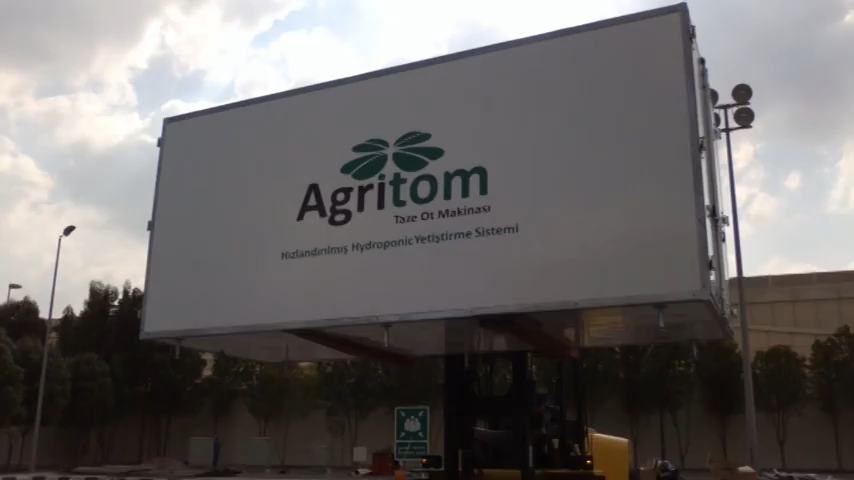 Agritom
Taze Ot Makinası
Hızlandırılmış Hydroponic Yetiştirme Sistemi